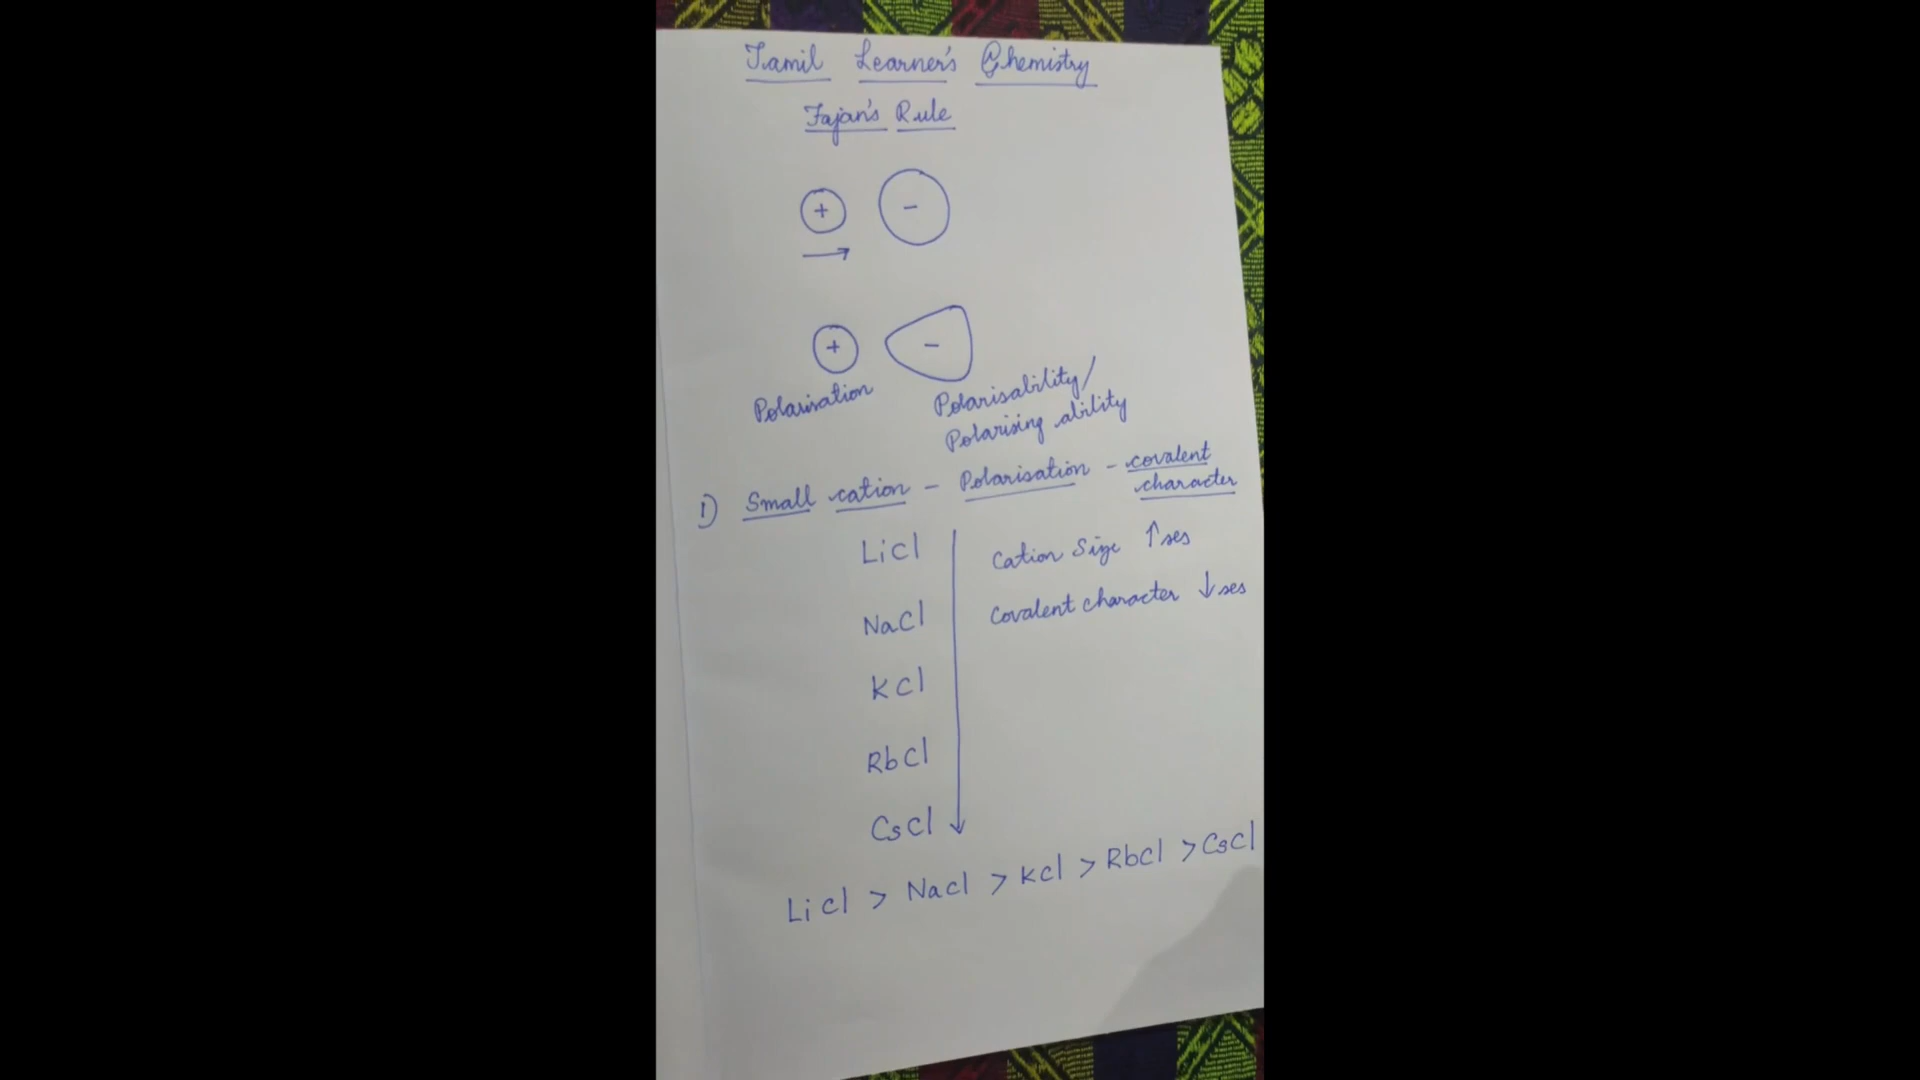 Tamil Learner's Chemistry
Fajan's Rule
+ -
+ -
Polarisation
Polarisability/
Polarising ability
1) Small cation - Polarisation - covalent
character
LiCl
Cation Size ↑ses
Covalent character ↓ses
NaCl
KCl
RbCl
CsCl
LiCl > NaCl > KCl > RbCl > CsCl